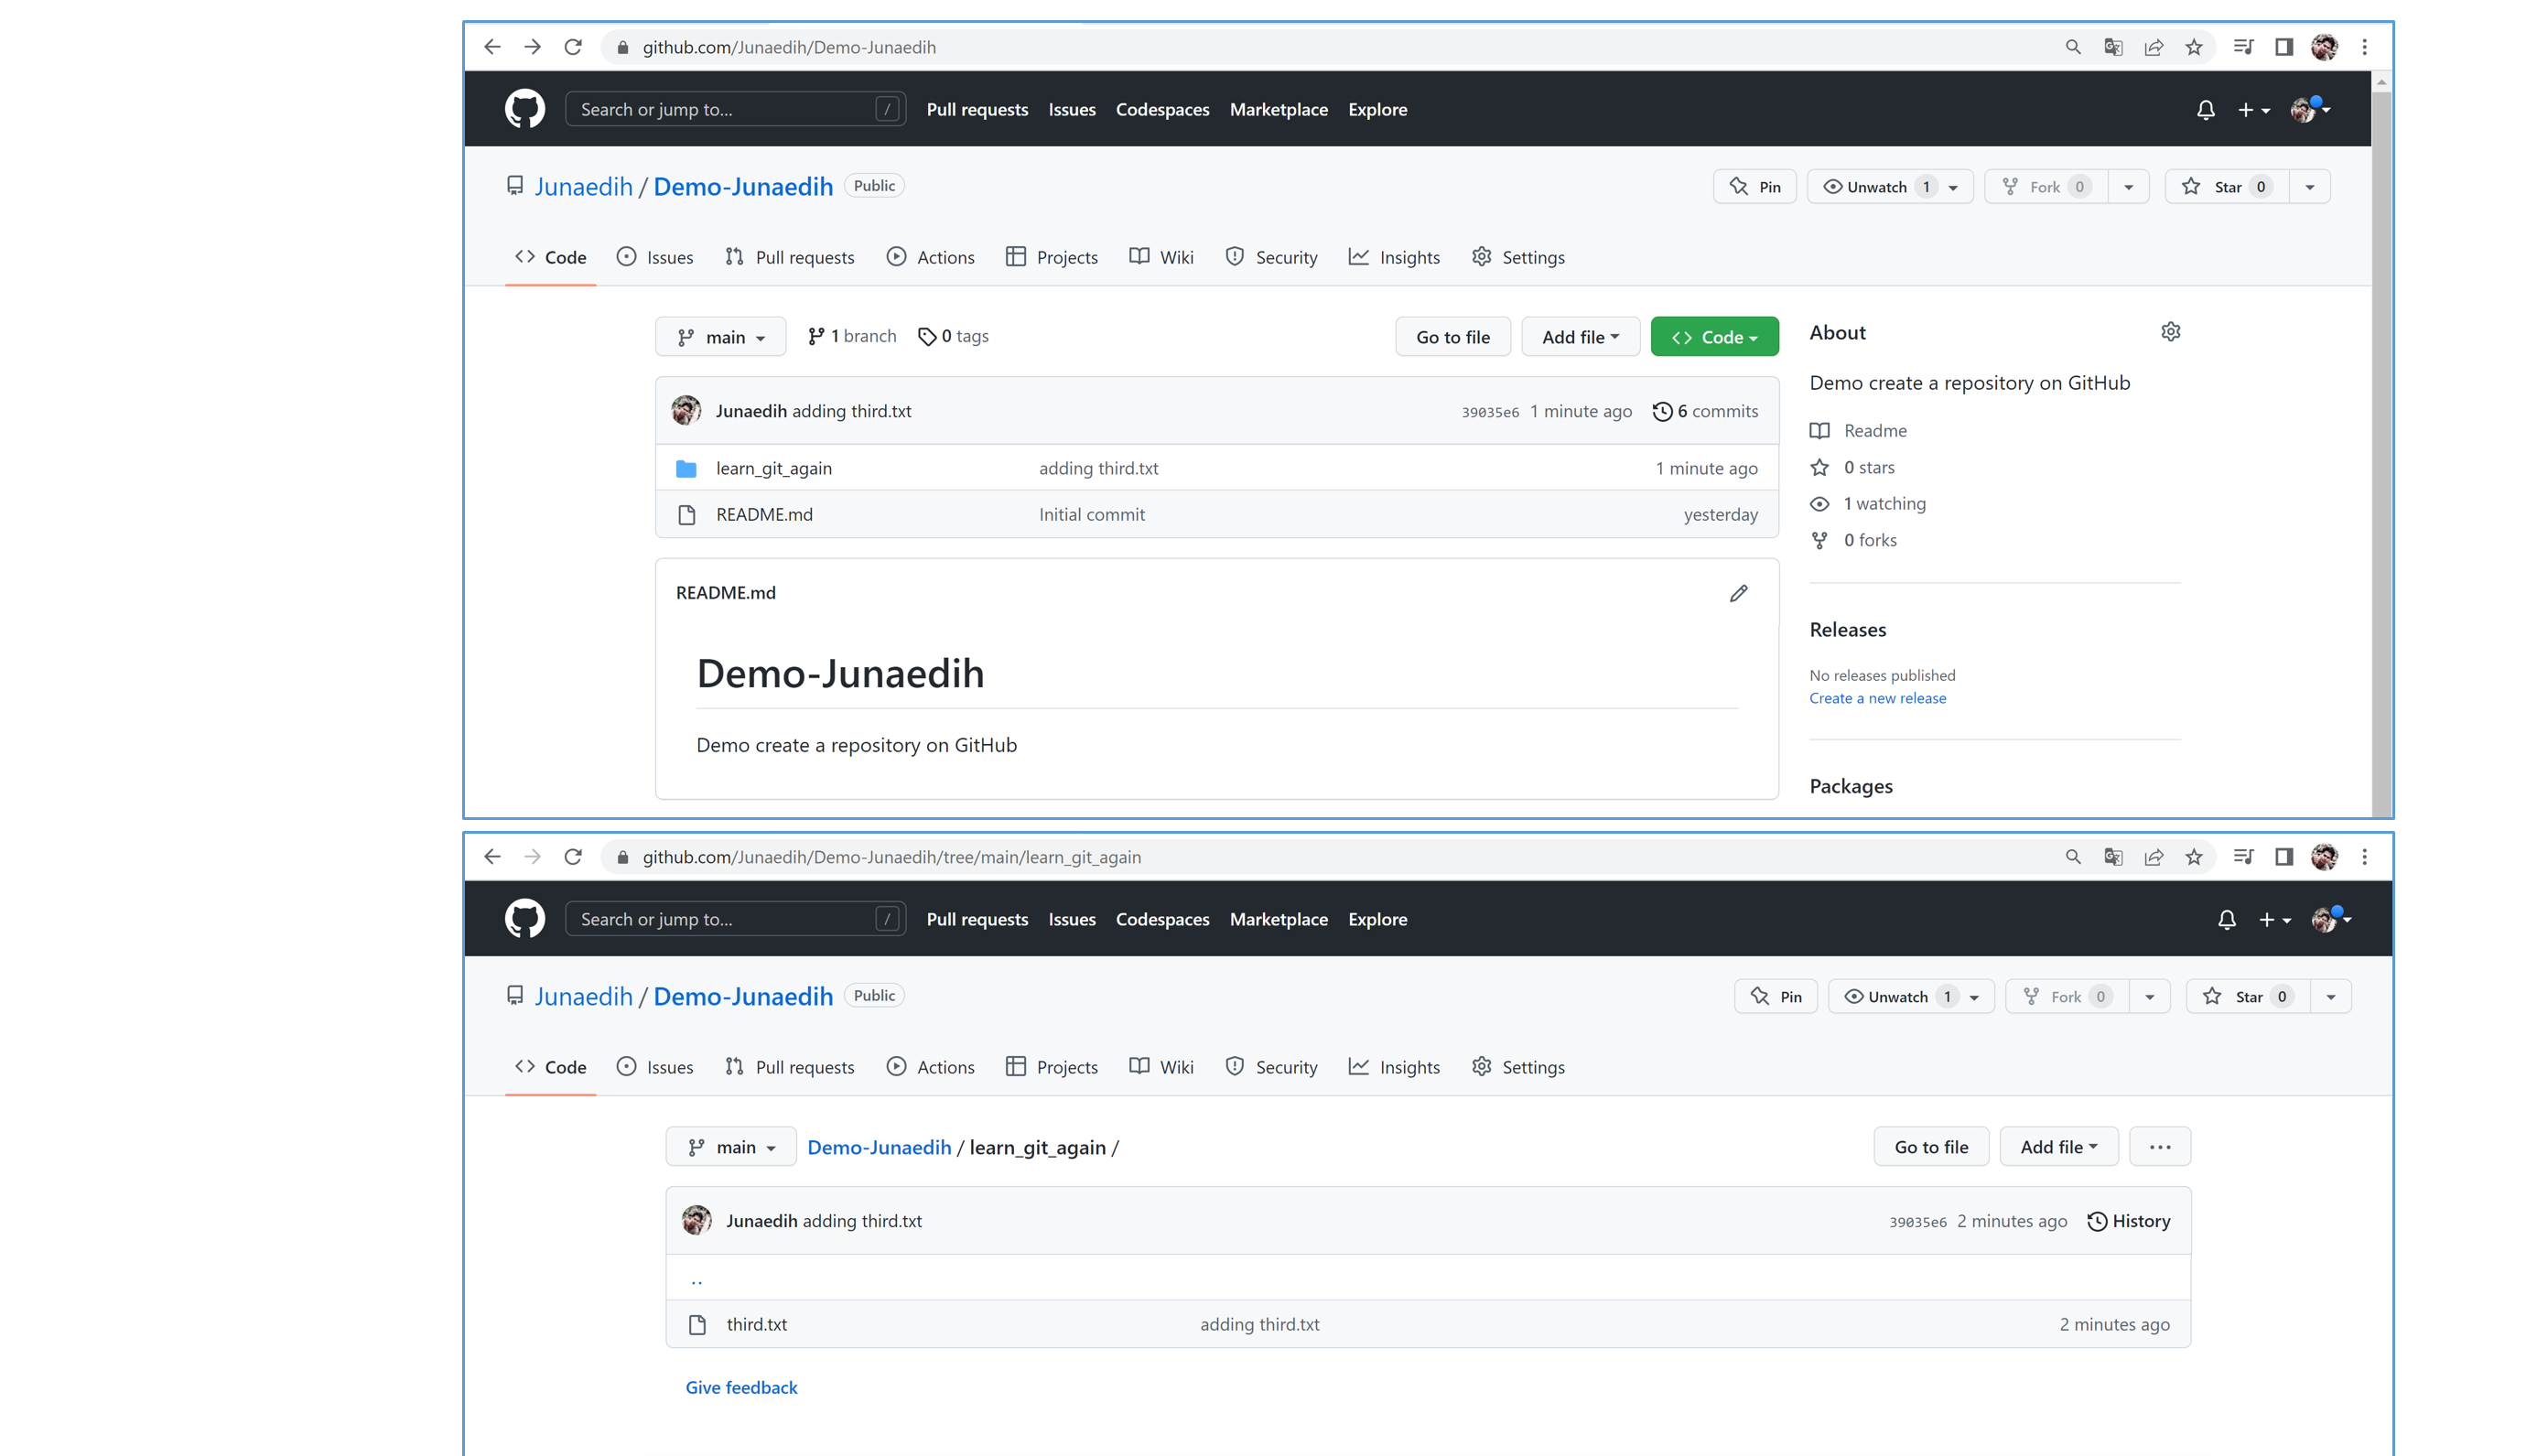 github.com/Junaedih/Demo-Junaedih
Search or jump to... / Pull requests Issues Codespaces Marketplace Explore
Junaedih / Demo-Junaedih Public Pin Unwatch 1 Fork 0 Star 0
Code Issues Pull requests Actions Projects Wiki Security Insights Settings
main 1 branch 0 tags Go to file Add file Code
Junaedih adding third.txt 39035e6 1 minute ago 6 commits
learn_git_again adding third.txt 1 minute ago
README.md Initial commit yesterday
README.md
Demo-Junaedih
Demo create a repository on GitHub
About
Demo create a repository on GitHub
Readme
0 stars
1 watching
0 forks
Releases
No releases published
Create a new release
Packages
github.com/Junaedih/Demo-Junaedih/tree/main/learn_git_again
Search or jump to... / Pull requests Issues Codespaces Marketplace Explore
Junaedih / Demo-Junaedih Public Pin Unwatch 1 Fork 0 Star 0
Code Issues Pull requests Actions Projects Wiki Security Insights Settings
main Demo-Junaedih / learn_git_again / Go to file Add file ...
Junaedih adding third.txt 39035e6 2 minutes ago History
..
third.txt adding third.txt 2 minutes ago
Give feedback